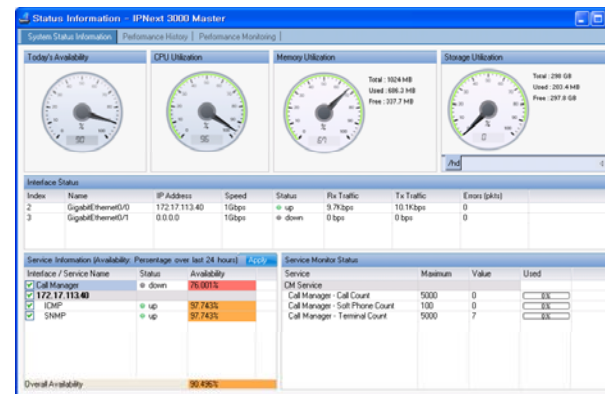 Status Information - IPNext 3000 Master
System Status Information Performance History Performance Monitoring
Today's Availability CPU Utilization Memory Utilization Storage Utilization
Total : 1024 MB
Used : 686.3 MB
Free : 337.7 MB
Total : 298 GB
Used : 203.4 MB
Free : 297.8 GB
% % %
90 96 67 0
/hd
Interface Status
Index Name IP Address Speed Status Rx Traffic Tx Traffic Errors (pkts)
2 GigabitEthernet0/0 172.17.113.40 1Gbps up 9.7Kbps 10.1Kbps 0
3 GigabitEthernet0/1 0.0.0.0 1Gbps down 0 bps 0 bps 0
Service Information (Availability: Percentage over last 24 hours) Apply
Interface / Service Name Status Availability
Call Manager down 76.001%
172.17.113.40
ICMP up 97.743%
SNMP up 97.743%
Overall Availability 90.496%
Service Monitor Status
Service Maximum Value Used
CM Service
Call Manager - Call Count 5000 0 0%
Call Manager - Soft Phone Count 100 0 0%
Call Manager - Terminal Count 5000 7 0%